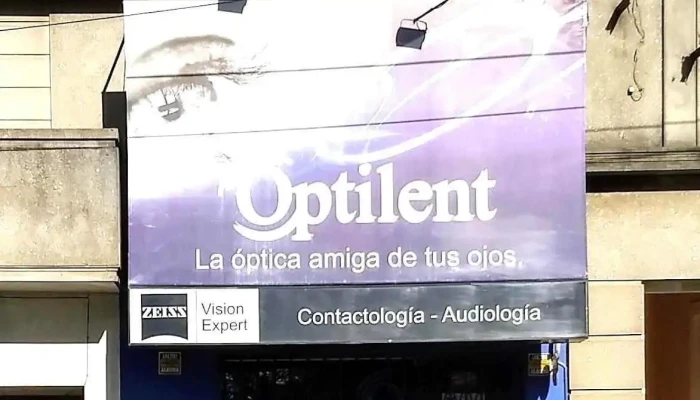 Optilent
La óptica amiga de tus ojos.
ZEISS
Vision
Expert
Contactología - Audiología